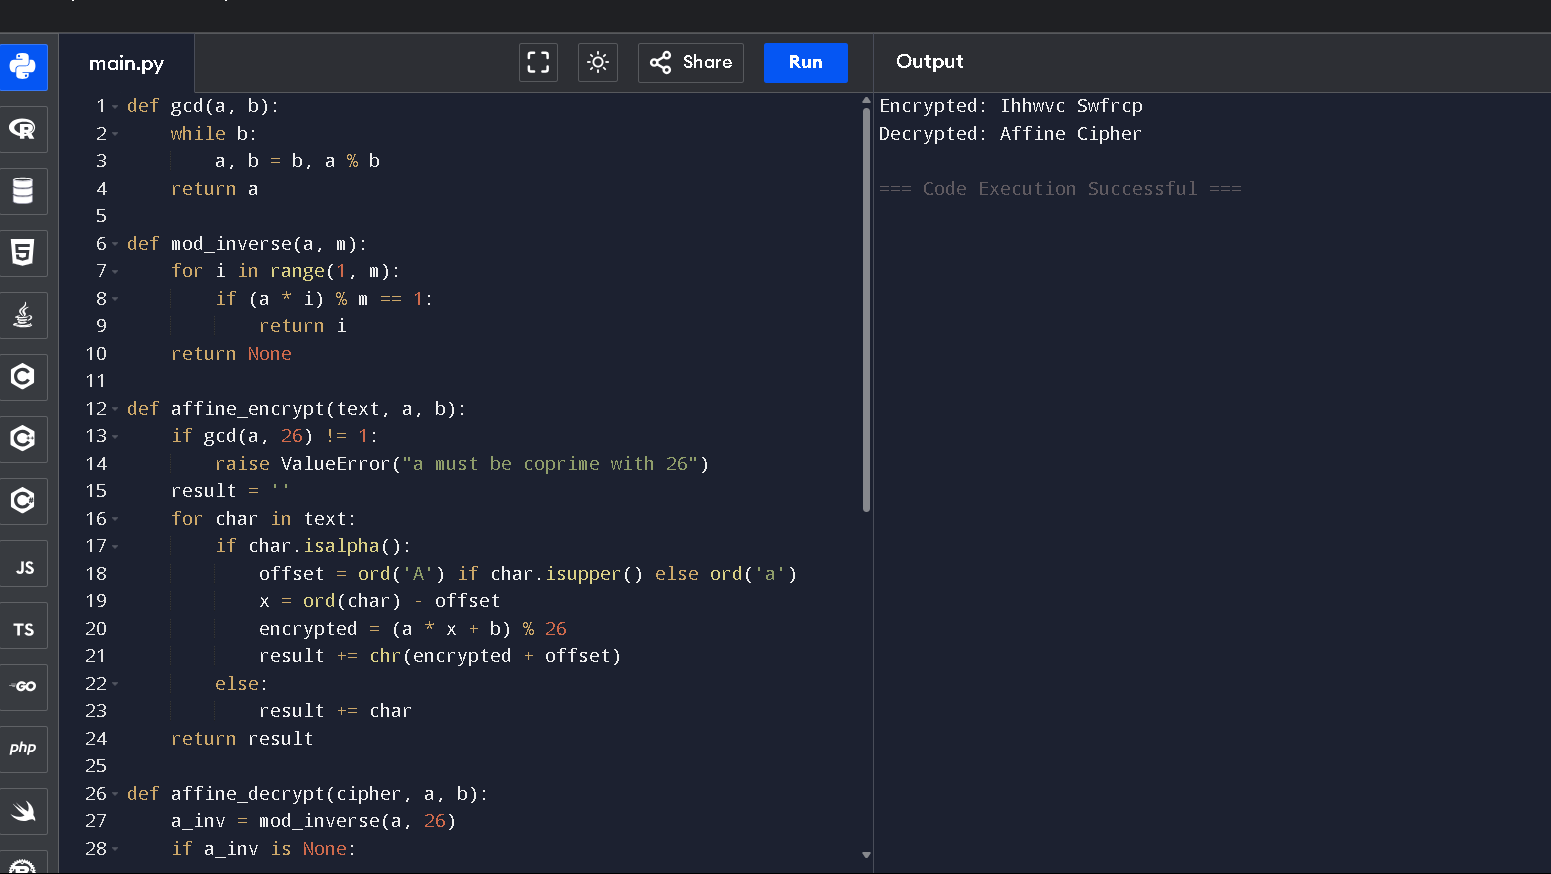 main.py
Share
Run
Output
1 def gcd(a, b):
2     while b:
3         a, b = b, a % b
4     return a
5
6 def mod_inverse(a, m):
7     for i in range(1, m):
8         if (a * i) % m == 1:
9             return i
10     return None
11
12 def affine_encrypt(text, a, b):
13     if gcd(a, 26) != 1:
14         raise ValueError("a must be coprime with 26")
15     result = ''
16     for char in text:
17         if char.isalpha():
18             offset = ord('A') if char.isupper() else ord('a')
19             x = ord(char) - offset
20             encrypted = (a * x + b) % 26
21             result += chr(encrypted + offset)
22         else:
23             result += char
24     return result
25
26 def affine_decrypt(cipher, a, b):
27     a_inv = mod_inverse(a, 26)
28     if a_inv is None:
Encrypted: Ihhwvc Swfrcp
Decrypted: Affine Cipher
=== Code Execution Successful ===
R
5
C
C
C#
JS
TS
GO
php